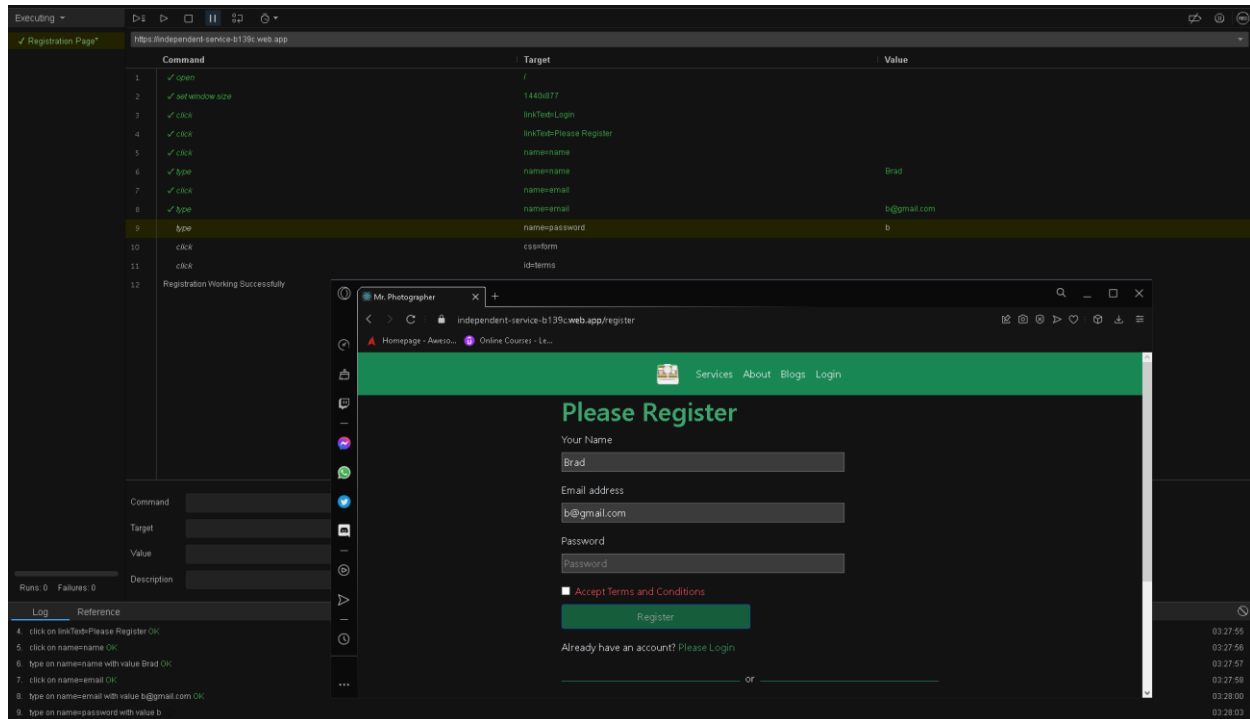 Executing
✓ Registration Page*
https://independent-service-b139c.web.app
Command Target Value
1 ✓ open /
2 ✓ set window size 1440x877
3 ✓ click linkText=Login
4 ✓ click linkText=Please Register
5 ✓ click name=name
6 ✓ type name=name Brad
7 ✓ click name=email
8 ✓ type name=email b@gmail.com
9 type name=password b
10 click css=form
11 click id=terms
12 Registration Working Successfully
Command
Target
Value
Description
Runs: 0 Failures: 0
Log Reference
4. click on linkText=Please Register OK 03:27:55
5. click on name=name OK 03:27:56
6. type on name=name with value Brad OK 03:27:57
7. click on name=email OK 03:27:58
8. type on name=email with value b@gmail.com OK 03:28:00
9. type on name=password with value b 03:28:03
Mr. Photographer
independent-service-b139c.web.app/register
Homepage - Aweso... Online Courses - Le...
Services About Blogs Login
Please Register
Your Name
Brad
Email address
b@gmail.com
Password
Password
Accept Terms and Conditions
Register
Already have an account? Please Login
or